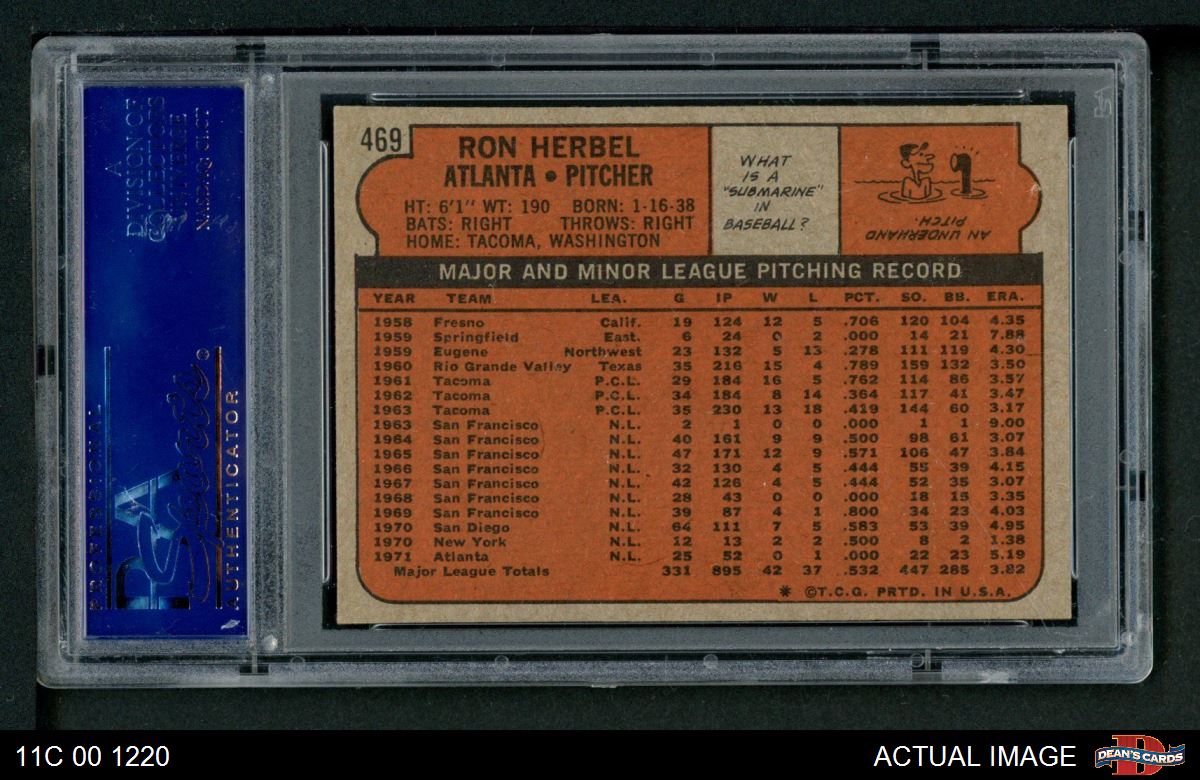 A
DIVISION OF
COLLECTORS
UNIVERSE
NASDAQ: CLCT
PROFESSIONAL
PSA
Sports
®
AUTHENTICATOR
PSA
469
RON HERBEL
ATLANTA • PITCHER
HT: 6'1" WT: 190 BORN: 1-16-38
BATS: RIGHT THROWS: RIGHT
HOME: TACOMA, WASHINGTON
WHAT
IS A
"SUBMARINE"
IN
BASEBALL?
AN UNDERHAND
PITCH.
MAJOR AND MINOR LEAGUE PITCHING RECORD
YEAR TEAM LEA. G IP W L PCT. SO. BB. ERA.
1958 Fresno Calif. 19 124 12 5 .706 120 104 4.35
1959 Springfield East. 6 24 0 2 .000 14 21 7.88
1959 Eugene Northwest 23 132 5 13 .278 111 119 4.30
1960 Rio Grande Valley Texas 35 216 15 4 .789 159 132 3.50
1961 Tacoma P.C.L. 29 184 16 5 .762 114 86 3.57
1962 Tacoma P.C.L. 34 184 8 14 .364 117 41 3.47
1963 Tacoma P.C.L. 35 230 13 18 .419 144 60 3.17
1963 San Francisco N.L. 2 1 0 0 .000 1 1 9.00
1964 San Francisco N.L. 40 161 9 9 .500 98 61 3.07
1965 San Francisco N.L. 47 171 12 9 .571 106 47 3.84
1966 San Francisco N.L. 32 130 4 5 .444 55 39 4.15
1967 San Francisco N.L. 42 126 4 5 .444 52 35 3.07
1968 San Francisco N.L. 28 43 0 0 .000 18 15 3.35
1969 San Francisco N.L. 39 87 4 1 .800 34 23 4.03
1970 San Diego N.L. 64 111 7 5 .583 53 39 4.95
1970 New York N.L. 12 13 2 2 .500 8 2 1.38
1971 Atlanta N.L. 25 52 0 1 .000 22 23 5.19
Major League Totals 331 895 42 37 .532 447 285 3.82
* ©T.C.G. PRTD. IN U.S.A.
11C 00 1220
ACTUAL IMAGE
D
DEAN'S CARDS